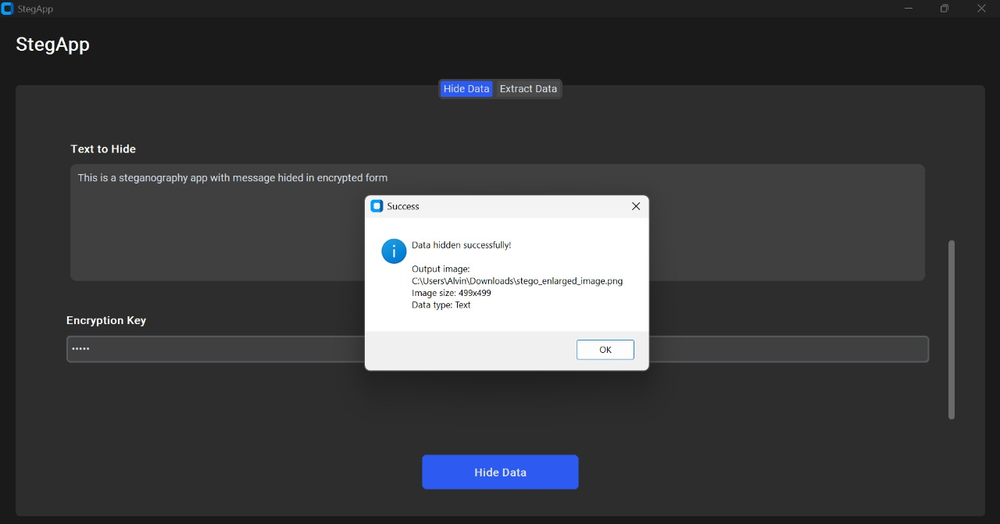 StegApp
StegApp
Hide Data Extract Data
Text to Hide
This is a steganography app with message hided in encrypted form
Success
Data hidden successfully!
Output image:
C:\Users\Alvin\Downloads\stego_enlarged_image.png
Image size: 499x499
Data type: Text
OK
Encryption Key
•••••
Hide Data